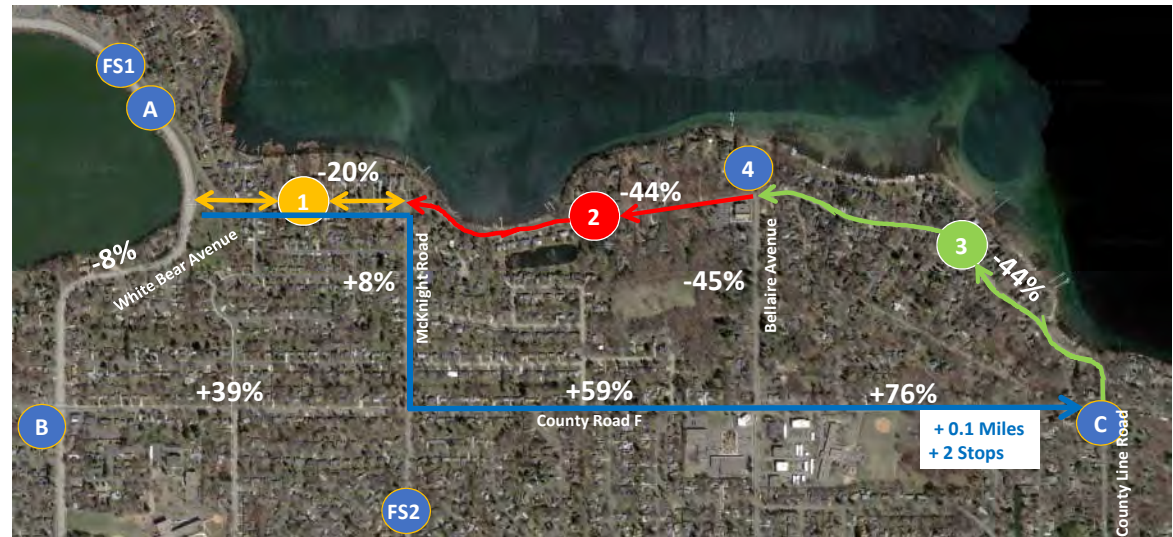 FS1
A
-20%
1
4
-44%
2
3
-44%
-8%
White Bear Avenue
+8%
McKnight Road
-45%
Bellaire Avenue
+39%
+59%
+76%
County Road F
B
C
+ 0.1 Miles
+ 2 Stops
County Line Road
FS2